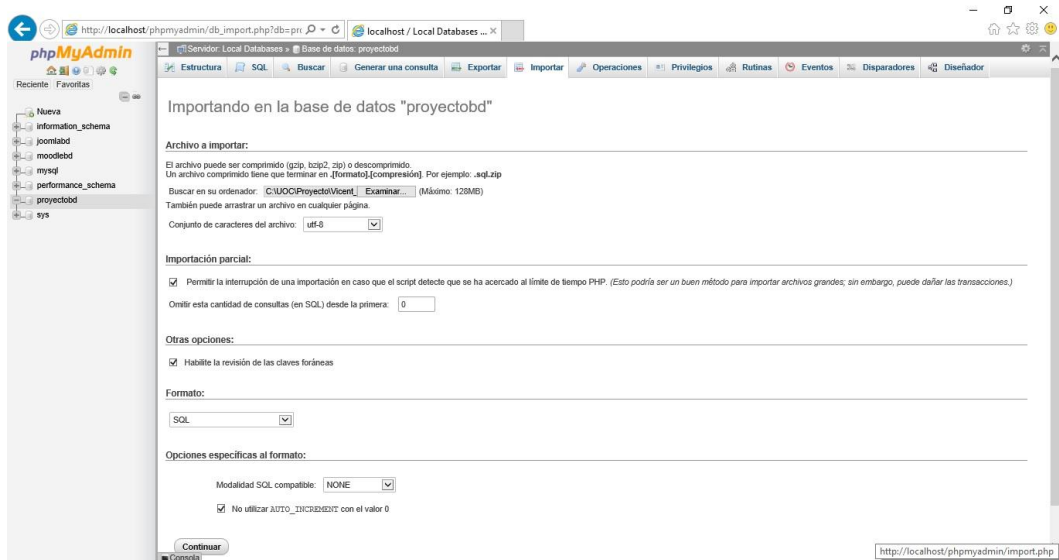 http://localhost/phpmyadmin/db_import.php?db=pro
localhost / Local Databases ...
phpMyAdmin
Reciente Favoritas
Nueva
information_schema
joomlabd
moodlebd
mysql
performance_schema
proyectobd
sys
Servidor: Local Databases » Base de datos: proyectobd
Estructura SQL Buscar Generar una consulta Exportar Importar Operaciones Privilegios Rutinas Eventos Disparadores Diseñador
Importando en la base de datos "proyectobd"
Archivo a importar:
El archivo puede ser comprimido (gzip, bzip2, zip) o descomprimido.
Un archivo comprimido tiene que terminar en .[formato].[compresión]. Por ejemplo: .sql.zip
Buscar en su ordenador: C:\UOC\Proyecto\Vicent_ Examinar... (Máximo: 128MB)
También puede arrastrar un archivo en cualquier página.
Conjunto de caracteres del archivo: utf-8
Importación parcial:
Permitir la interrupción de una importación en caso que el script detecte que se ha acercado al límite de tiempo PHP. (Esto podría ser un buen método para importar archivos grandes; sin embargo, puede dañar las transacciones.)
Omitir esta cantidad de consultas (en SQL) desde la primera: 0
Otras opciones:
Habilite la revisión de las claves foráneas
Formato:
SQL
Opciones específicas al formato:
Modalidad SQL compatible: NONE
No utilizar AUTO_INCREMENT con el valor 0
Continuar
Consola
http://localhost/phpmyadmin/import.php